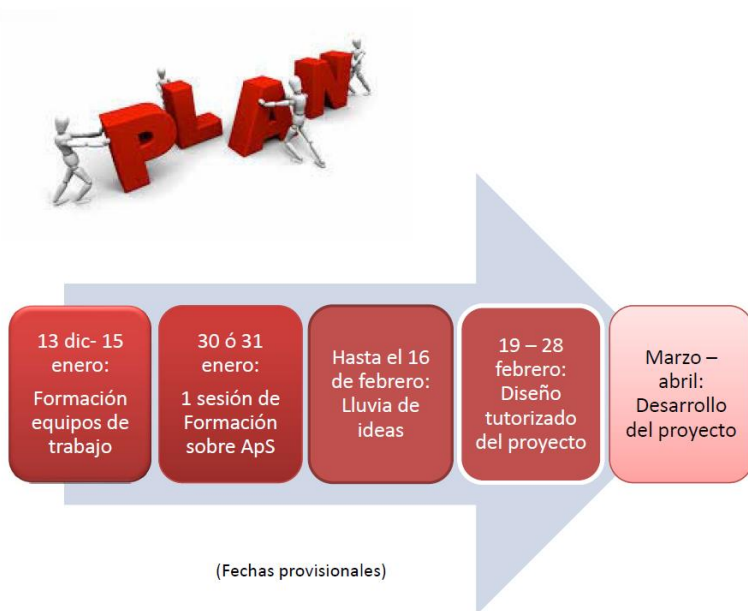 PLAN
13 dic- 15
enero:
Formación
equipos de
trabajo
30 ó 31
enero:
1 sesión de
Formación
sobre ApS
Hasta el 16
de febrero:
Lluvia de
ideas
19 – 28
febrero:
Diseño
tutorizado
del proyecto
Marzo –
abril:
Desarrollo
del proyecto
(Fechas provisionales)